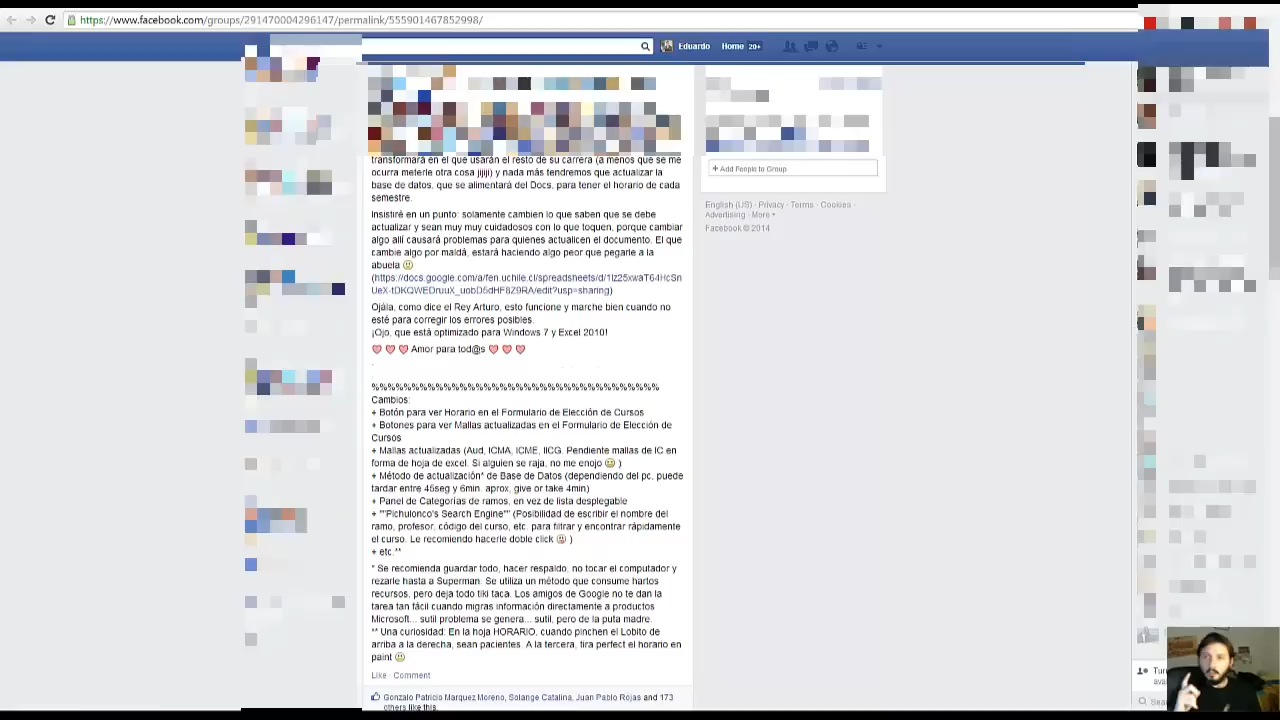 https://www.facebook.com/groups/291470004296147/permalink/555901467852998/
Eduardo Home 20+
transformará en el que usarán el resto de su carrera (a menos que se me
ocurra meterle otra cosa jijiji) y nada más tendremos que actualizar la
base de datos, que se alimentará del Docs, para tener el horario de cada
semestre.
Insistiré en un punto: solamente cambien lo que saben que se debe
actualizar y sean muy muy cuidadosos con lo que toquen, porque cambiar
algo allí causará problemas para quienes actualicen el documento. El que
cambie algo por maldá, estará haciendo algo peor que pegarle a la
abuela
(https://docs.google.com/a/fen.uchile.cl/spreadsheets/d/1lz25xwaT64HcSn
UeX-tDKQWEDruuX_uobD5dHF8Z9RA/edit?usp=sharing)
Ojála, como dice el Rey Arturo, esto funcione y marche bien cuando no
esté para corregir los errores posibles.
¡Ojo, que está optimizado para Windows 7 y Excel 2010!
Amor para tod@s
%%%%%%%%%%%%%%%%%%%%%%%%%%%%%%%%%%%%
Cambios:
+ Botón para ver Horario en el Formulario de Elección de Cursos
+ Botones para ver Mallas actualizadas en el Formulario de Elección de
Cursos
+ Mallas actualizadas (Aud, ICMA, ICME, IICG. Pendiente mallas de IC en
forma de hoja de excel. Si alguien se raja, no me enojo )
+ Método de actualización* de Base de Datos (dependiendo del pc, puede
tardar entre 45seg y 6min. aprox, give or take 4min)
+ Panel de Categorías de ramos, en vez de lista desplegable
+ ""Pichulonco's Search Engine"" (Posibilidad de escribir el nombre del
ramo, profesor, código del curso, etc. para filtrar y encontrar rápidamente
el curso. Le recomiendo hacerle doble click )
+ etc.**
* Se recomienda guardar todo, hacer respaldo, no tocar el computador y
rezarle hasta a Superman. Se utiliza un método que consume hartos
recursos, pero deja todo tiki taca. Los amigos de Google no te dan la
tarea tan fácil cuando migras información directamente a productos
Microsoft... sutil problema se genera... sutil, pero de la puta madre.
** Una curiosidad: En la hoja HORARIO, cuando pinchen el Lobito de
arriba a la derecha, sean pacientes. A la tercera, tira perfect el horario en
paint
Like · Comment
Gonzalo Patricio Marquez Moreno, Solange Catalina, Juan Pablo Rojas and 173
others like this.
+ Add People to Group
English (US) · Privacy · Terms · Cookies ·
Advertising · More
Facebook © 2014